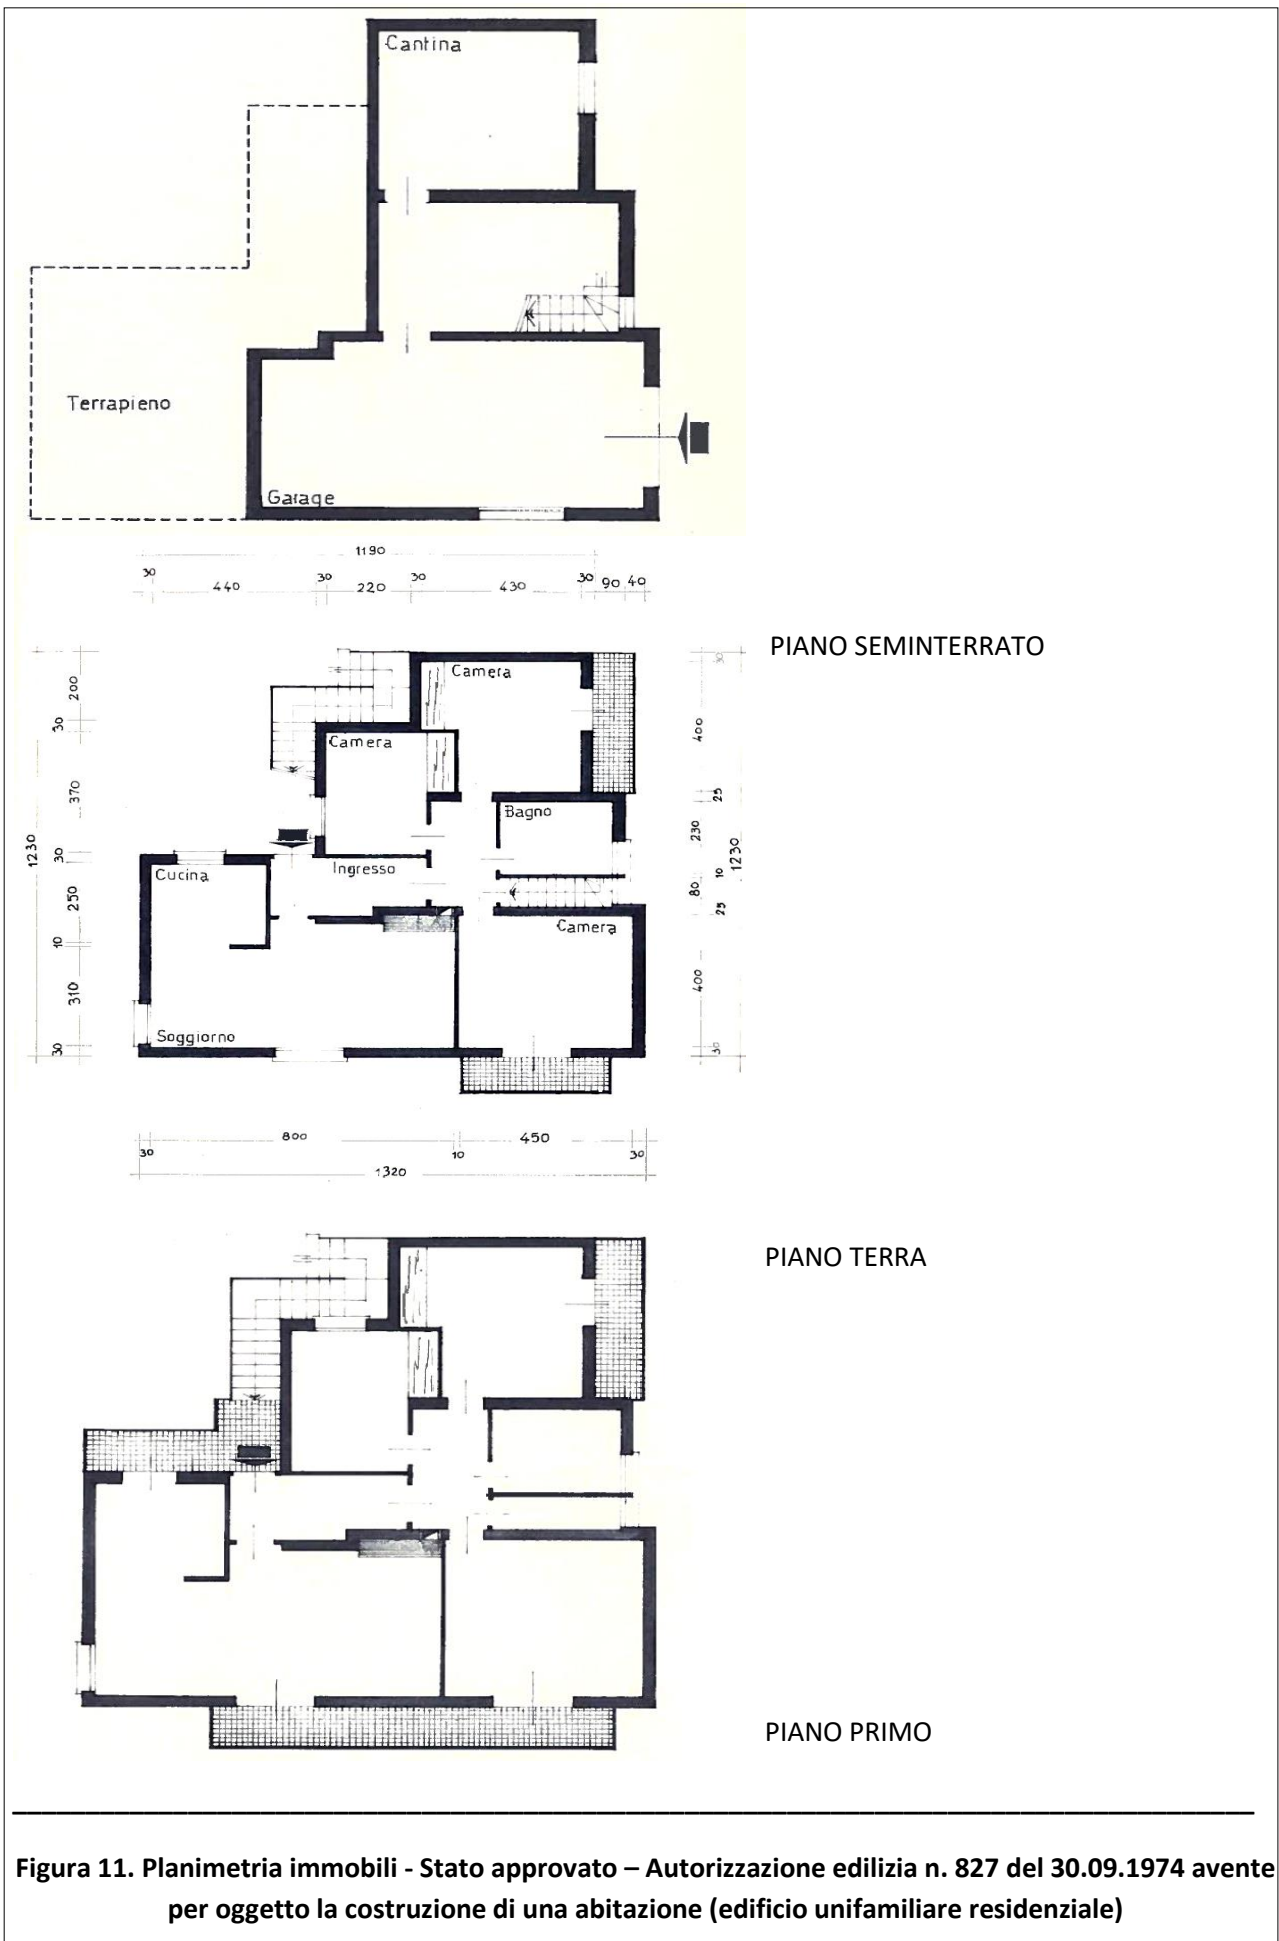 Cantina
Terrapieno
Garage
1190
30 440 30 220 30 430 30 90 40
PIANO SEMINTERRATO
Camera
Camera
Bagno
Cucina
Ingresso
Camera
Soggiorno
200
30
370
30
250
10
310
30
1230
30
400
25
230
10
80
25
400
30
1230
30 800 10 450 30
1320
PIANO TERRA
PIANO PRIMO
Figura 11. Planimetria immobili - Stato approvato – Autorizzazione edilizia n. 827 del 30.09.1974 avente
per oggetto la costruzione di una abitazione (edificio unifamiliare residenziale)